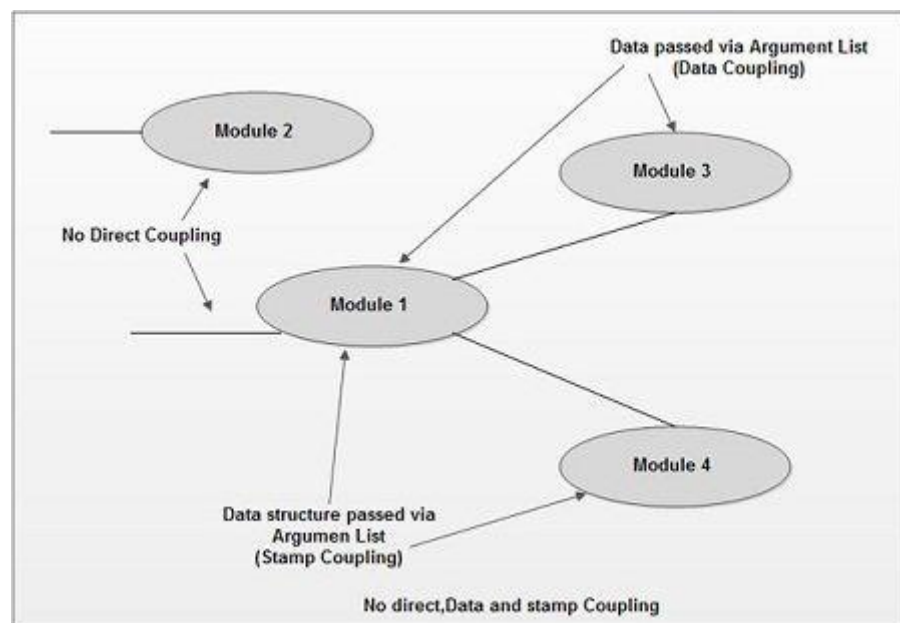 Data passed via Argument List
(Data Coupling)
Module 2
Module 3
No Direct Coupling
Module 1
Module 4
Data structure passed via
Argumen List
(Stamp Coupling)
No direct,Data and stamp Coupling